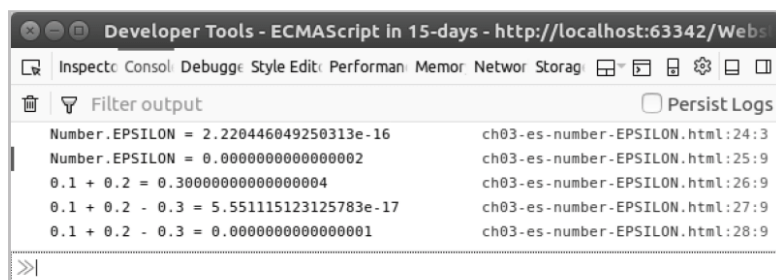 Developer Tools - ECMAScript in 15-days - http://localhost:63342/Webs
Inspecto Consol Debugge Style Edit Performan Memor Networ Storag
Filter output Persist Logs
Number.EPSILON = 2.220446049250313e-16 ch03-es-number-EPSILON.html:24:3
Number.EPSILON = 0.0000000000000002 ch03-es-number-EPSILON.html:25:9
0.1 + 0.2 = 0.30000000000000004 ch03-es-number-EPSILON.html:26:9
0.1 + 0.2 - 0.3 = 5.551115123125783e-17 ch03-es-number-EPSILON.html:27:9
0.1 + 0.2 - 0.3 = 0.0000000000000001 ch03-es-number-EPSILON.html:28:9